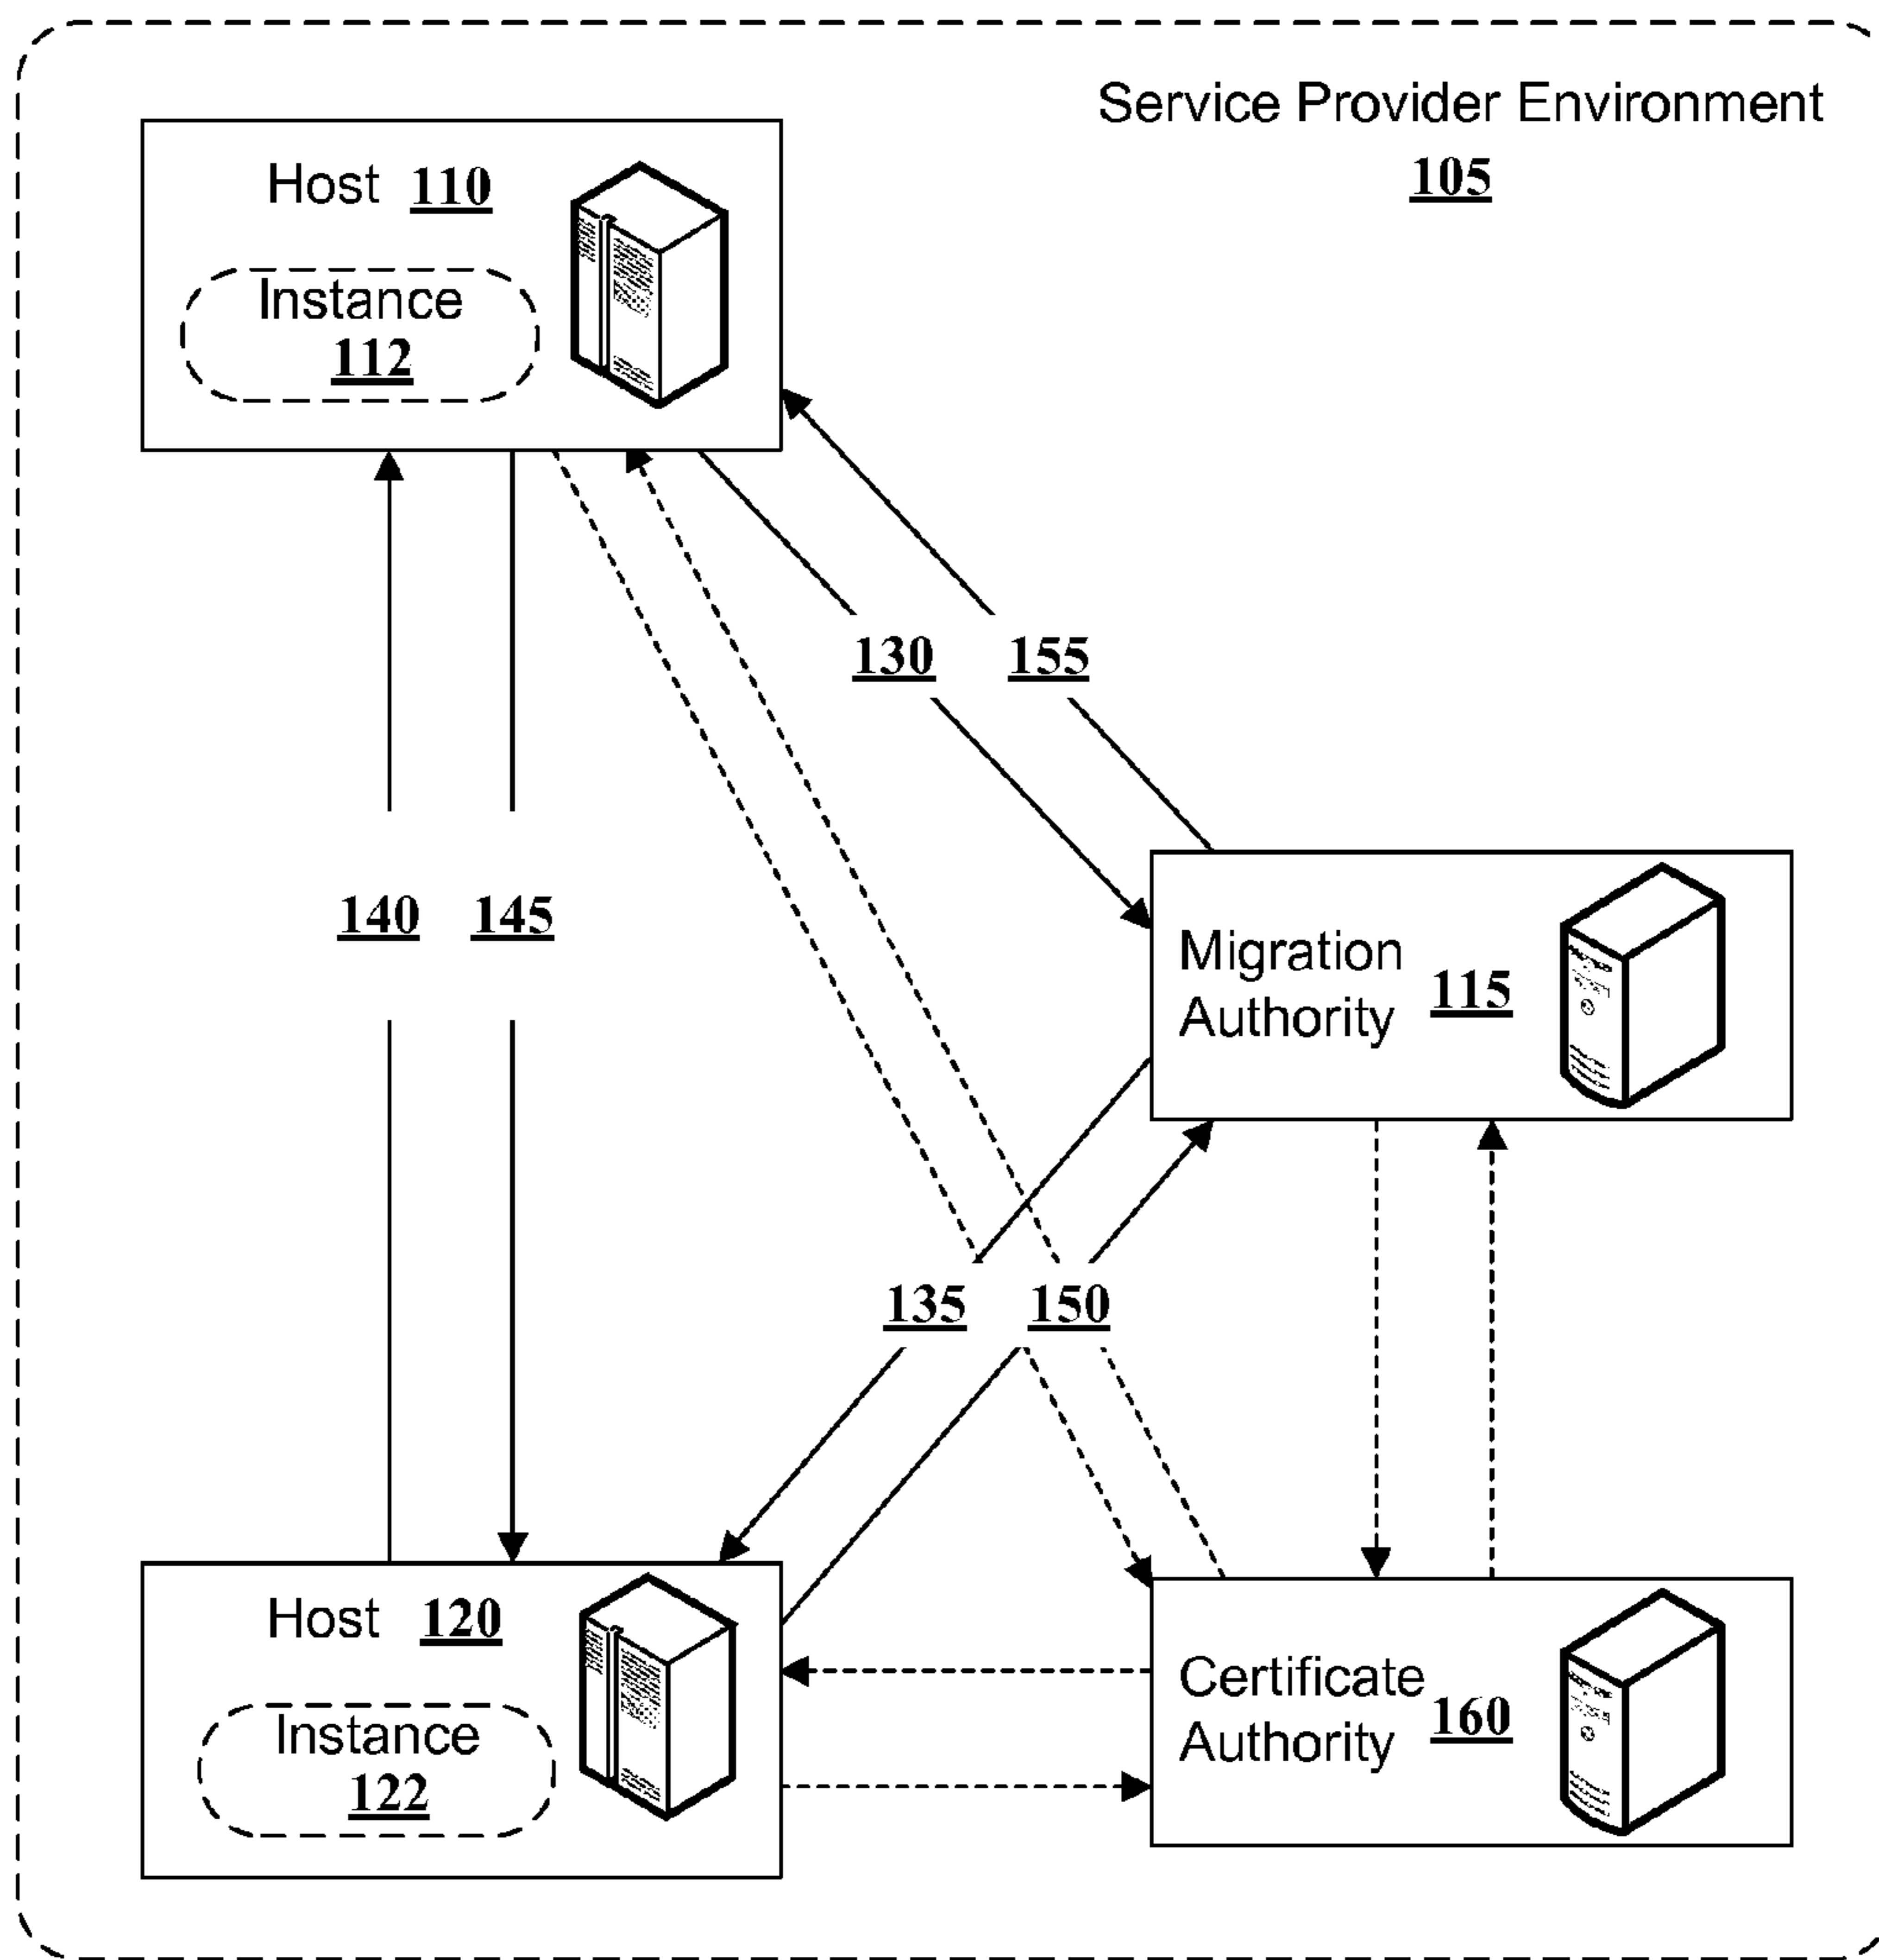 Service Provider Environment
105
Host 110
Instance
112
130 155
140 145
Migration
Authority 115
135 150
Host 120
Instance
122
Certificate
Authority 160